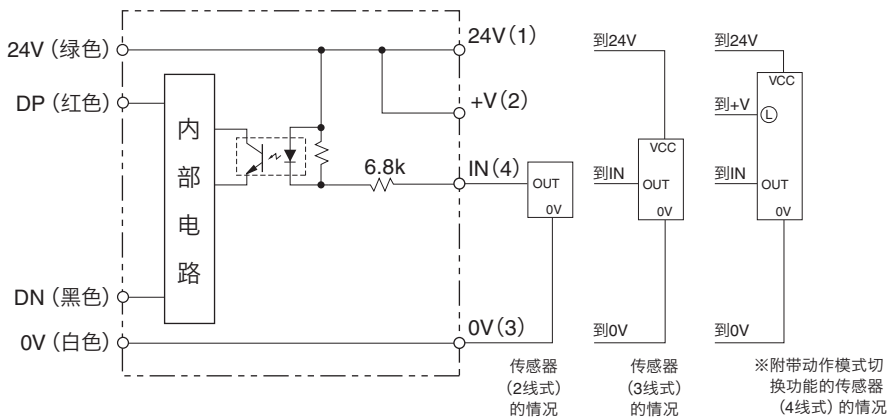 24V（绿色）
DP（红色）
DN（黑色）
0V（白色）
内
部
电
路
6.8k
24V（1）
+V（2）
IN（4）
0V（3）
OUT
0V
传感器
（2线式）
的情况
到24V
VCC
到IN
OUT
0V
到0V
传感器
（3线式）
的情况
到24V
VCC
到+V
Ⓛ
到IN
OUT
0V
到0V
※附带动作模式切
换功能的传感器
（4线式）的情况